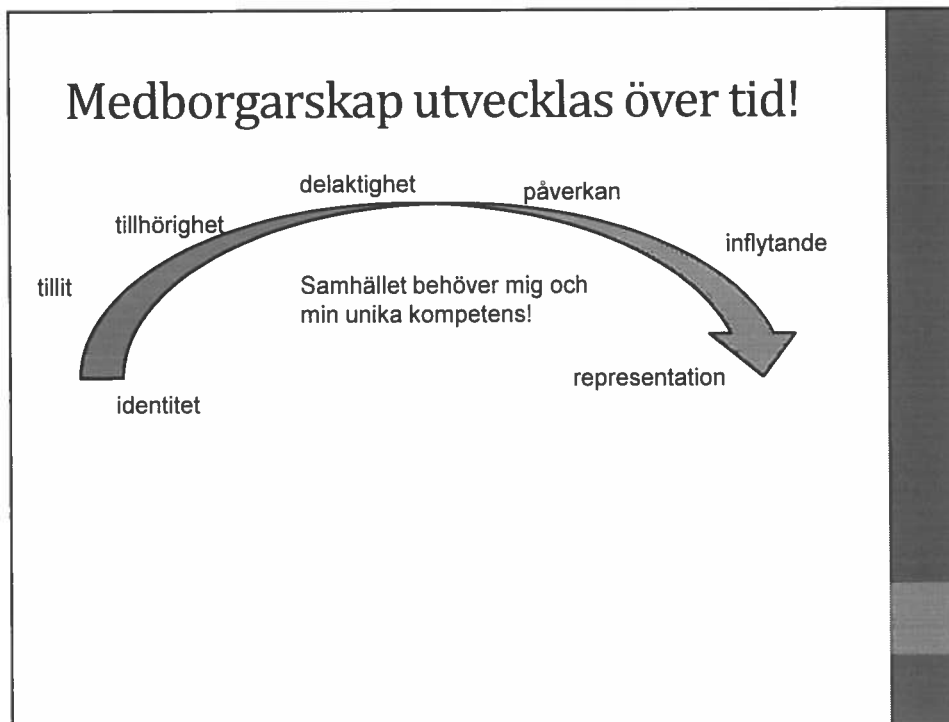 Medborgarskap utvecklas över tid!
delaktighet
påverkan
tillhörighet
inflytande
tillit
Samhället behöver mig och
min unika kompetens!
representation
identitet